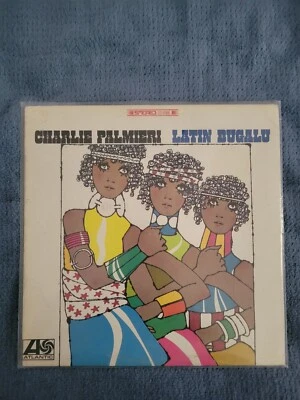 STEREO
CHARLIE PALMIERI LATIN BUGALU
ATLANTIC